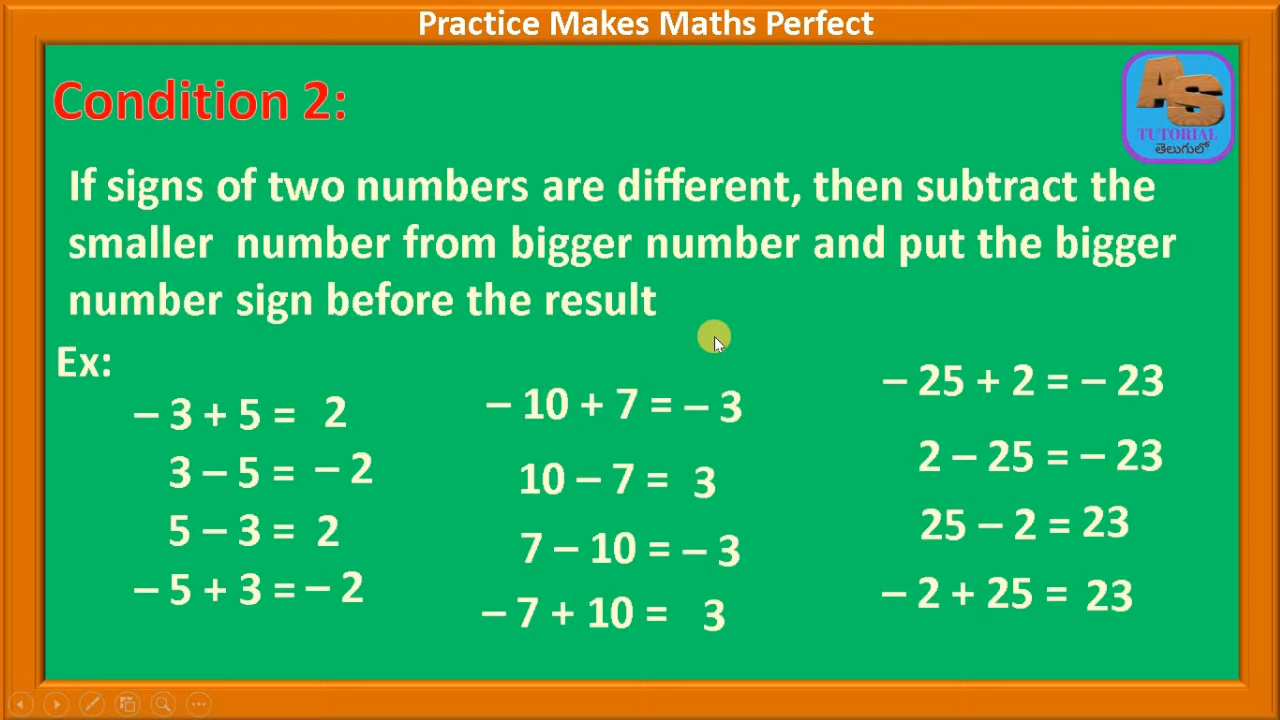 Practice Makes Maths Perfect
AS
TUTORIAL
తెలుగులో
Condition 2:
If signs of two numbers are different, then subtract the
smaller number from bigger number and put the bigger
number sign before the result
Ex:
– 3 + 5 = 2
3 – 5 = – 2
5 – 3 = 2
– 5 + 3 = – 2
– 10 + 7 = – 3
10 – 7 = 3
7 – 10 = – 3
– 7 + 10 = 3
– 25 + 2 = – 23
2 – 25 = – 23
25 – 2 = 23
– 2 + 25 = 23